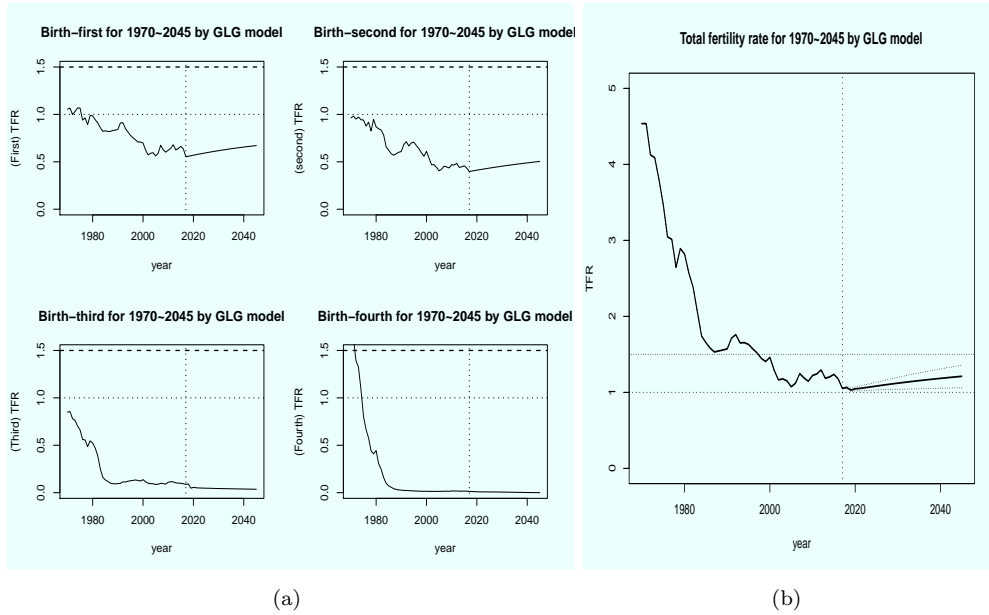 Birth−first for 1970~2045 by GLG model
(First) TFR
0.0 0.5 1.0 1.5
1980 2000 2020 2040
year
Birth−second for 1970~2045 by GLG model
(second) TFR
0.0 0.5 1.0 1.5
1980 2000 2020 2040
year
Birth−third for 1970~2045 by GLG model
(Third) TFR
0.0 0.5 1.0 1.5
1980 2000 2020 2040
year
Birth−fourth for 1970~2045 by GLG model
(Fourth) TFR
0.0 0.5 1.0 1.5
1980 2000 2020 2040
year
(a)
Total fertility rate for 1970~2045 by GLG model
TFR
0 1 2 3 4 5
1980 2000 2020 2040
year
(b)